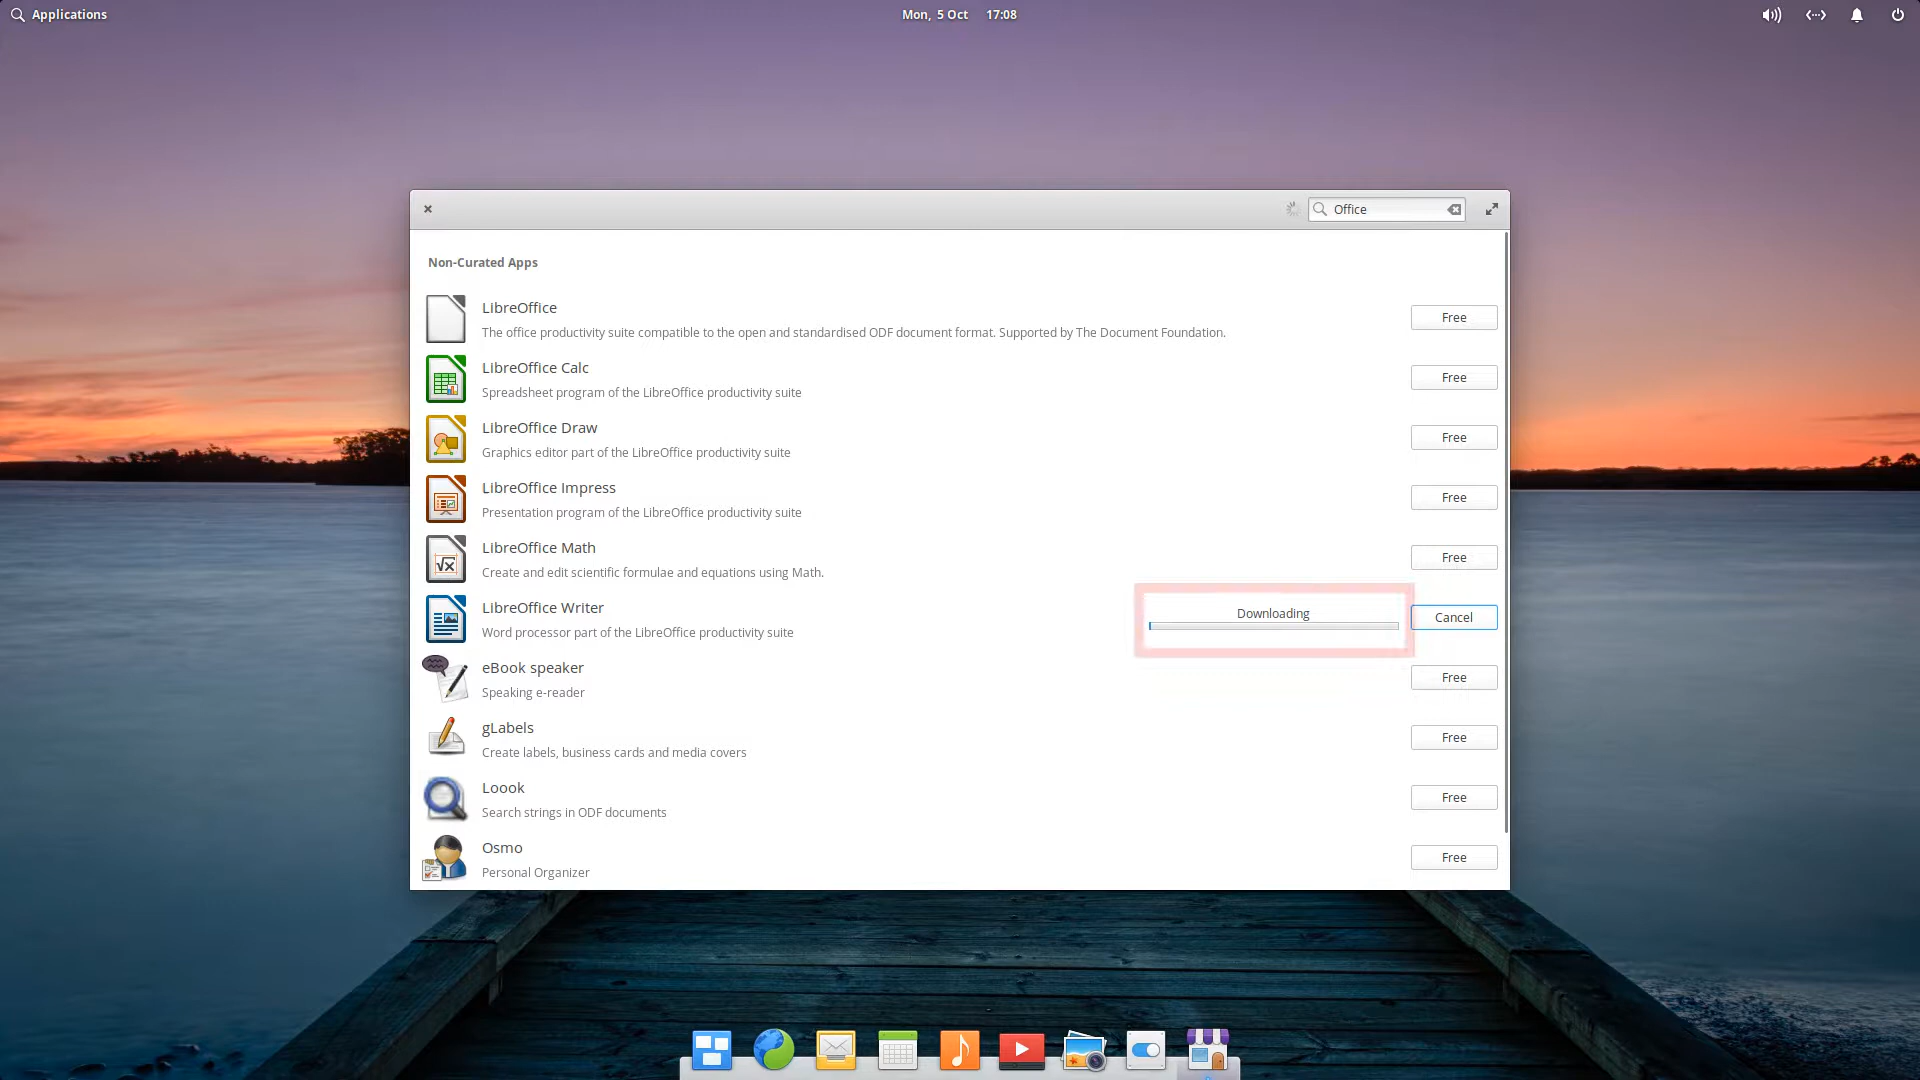 Applications
Mon, 5 Oct 17:08
Office
Non-Curated Apps
LibreOffice
The office productivity suite compatible to the open and standardised ODF document format. Supported by The Document Foundation.
Free
LibreOffice Calc
Spreadsheet program of the LibreOffice productivity suite
Free
LibreOffice Draw
Graphics editor part of the LibreOffice productivity suite
Free
LibreOffice Impress
Presentation program of the LibreOffice productivity suite
Free
LibreOffice Math
Create and edit scientific formulae and equations using Math.
Free
LibreOffice Writer
Word processor part of the LibreOffice productivity suite
Downloading
Cancel
eBook speaker
Speaking e-reader
Free
gLabels
Create labels, business cards and media covers
Free
Loook
Search strings in ODF documents
Free
Osmo
Personal Organizer
Free